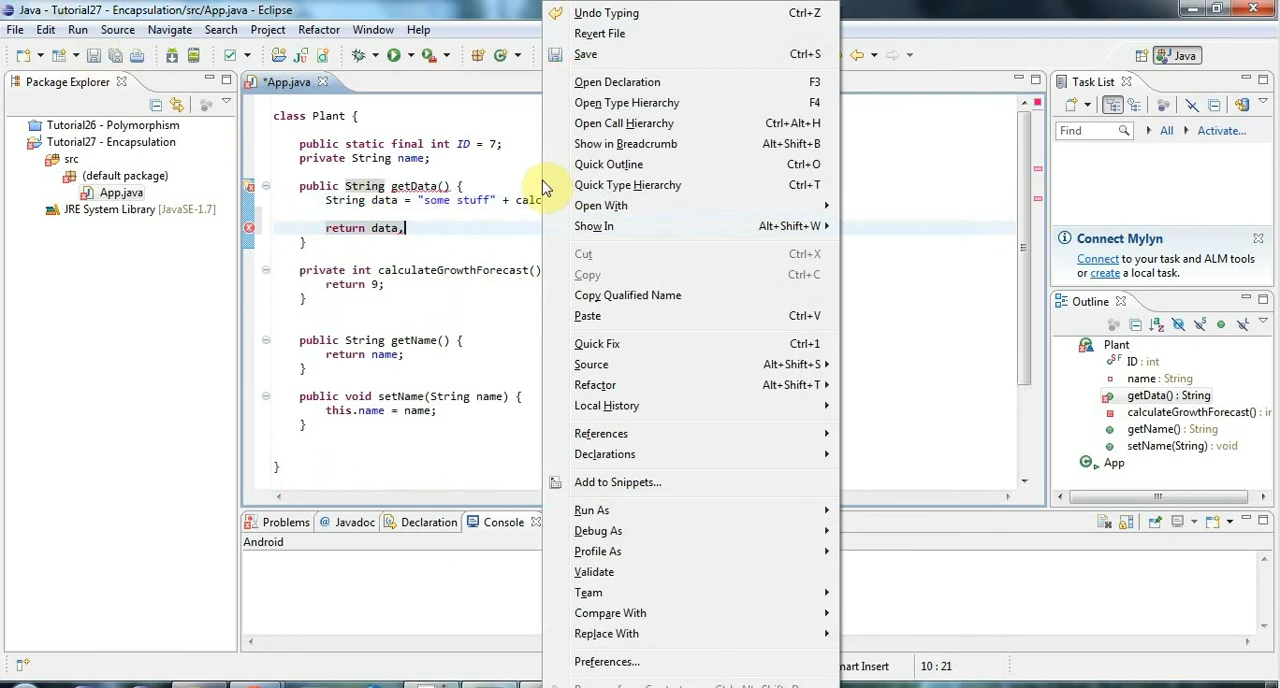 Java - Tutorial27 - Encapsulation/src/App.java - Eclipse
File Edit Run Source Navigate Search Project Refactor Window Help
Java
Package Explorer
Tutorial26 - Polymorphism
Tutorial27 - Encapsulation
src
(default package)
App.java
JRE System Library [JavaSE-1.7]
*App.java
class Plant {
public static final int ID = 7;
private String name;
public String getData() {
String data = "some stuff" + calc
return data,
}
private int calculateGrowthForecast()
return 9;
}
public String getName() {
return name;
}
public void setName(String name) {
this.name = name;
}
}
Undo Typing Ctrl+Z
Revert File
Save Ctrl+S
Open Declaration F3
Open Type Hierarchy F4
Open Call Hierarchy Ctrl+Alt+H
Show in Breadcrumb Alt+Shift+B
Quick Outline Ctrl+O
Quick Type Hierarchy Ctrl+T
Open With
Show In Alt+Shift+W
Cut Ctrl+X
Copy Ctrl+C
Copy Qualified Name
Paste Ctrl+V
Quick Fix Ctrl+1
Source Alt+Shift+S
Refactor Alt+Shift+T
Local History
References
Declarations
Add to Snippets...
Run As
Debug As
Profile As
Validate
Team
Compare With
Replace With
Preferences...
Task List
Find All Activate...
Connect Mylyn
Connect to your task and ALM tools
or create a local task.
Outline
Plant
ID : int
name : String
getData() : String
calculateGrowthForecast() : ir
getName() : String
setName(String) : void
App
Problems Javadoc Declaration Console
Android
mart Insert 10 : 21